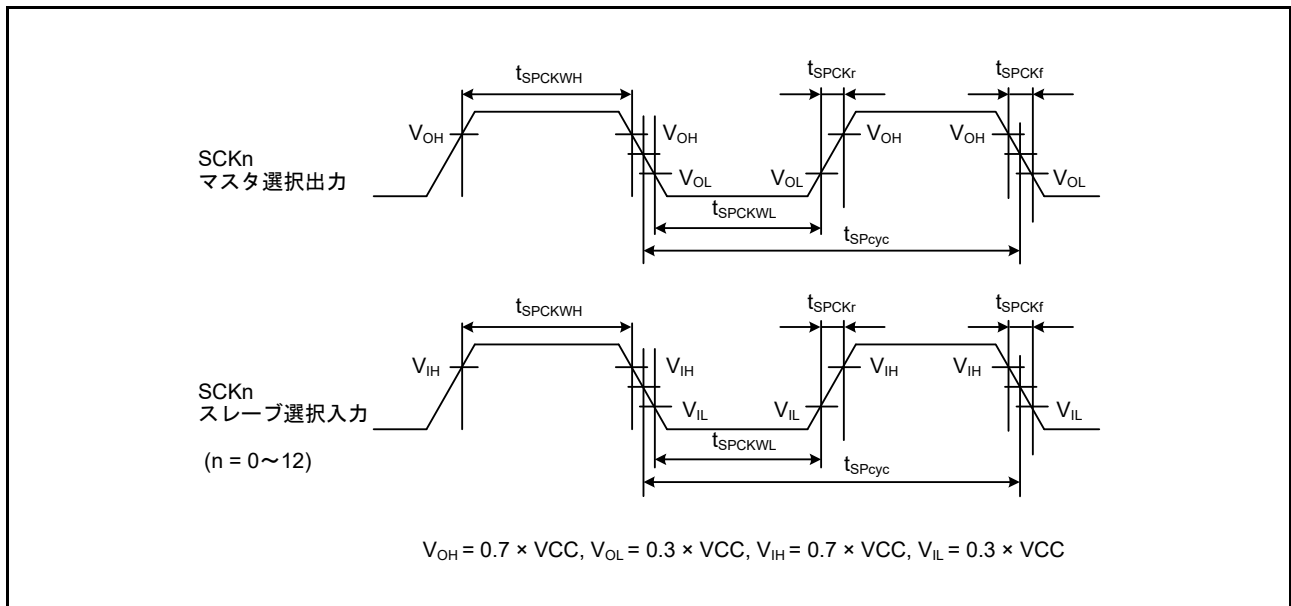 tSPCKWH tSPCKr tSPCKf
VOH VOH VOH VOH
SCKn
マスタ選択出力
VOL VOL VOL
tSPCKWL
tSPcyc
tSPCKWH tSPCKr tSPCKf
VIH VIH VIH VIH
SCKn
スレーブ選択入力
VIL VIL VIL
tSPCKWL
(n = 0～12)
tSPcyc
VOH = 0.7 × VCC, VOL = 0.3 × VCC, VIH = 0.7 × VCC, VIL = 0.3 × VCC